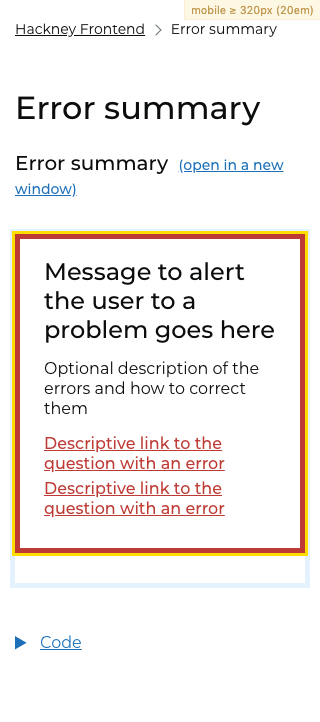 mobile ≥ 320px (20em)
Hackney Frontend > Error summary
Error summary
Error summary (open in a new
window)
Message to alert
the user to a
problem goes here
Optional description of the
errors and how to correct
them
Descriptive link to the
question with an error
Descriptive link to the
question with an error
Code